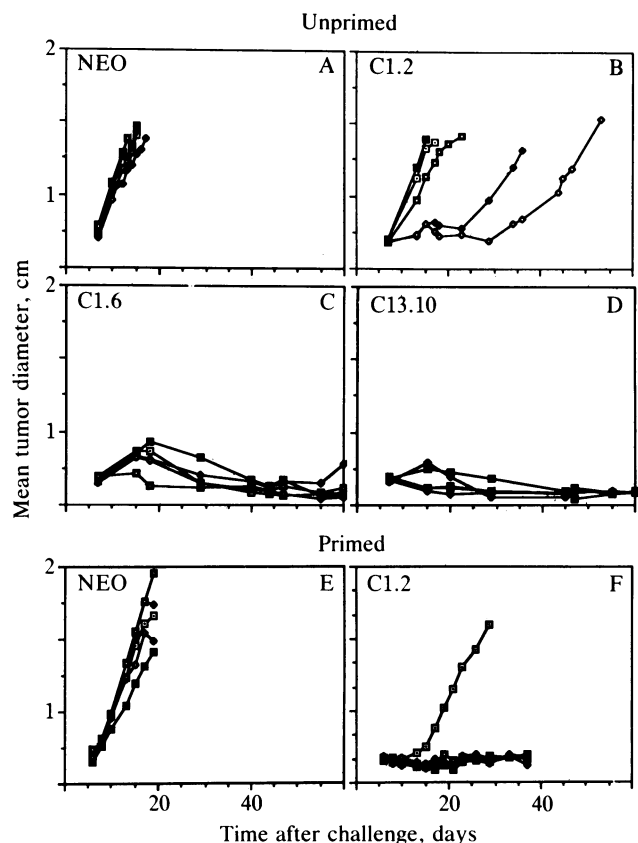 Unprimed
2
NEO A
C1.2 B
1
C1.6 C
C13.10 D
2
1
Mean tumor diameter, cm
Primed
2
NEO E
C1.2 F
1
20 40
20 40
Time after challenge, days